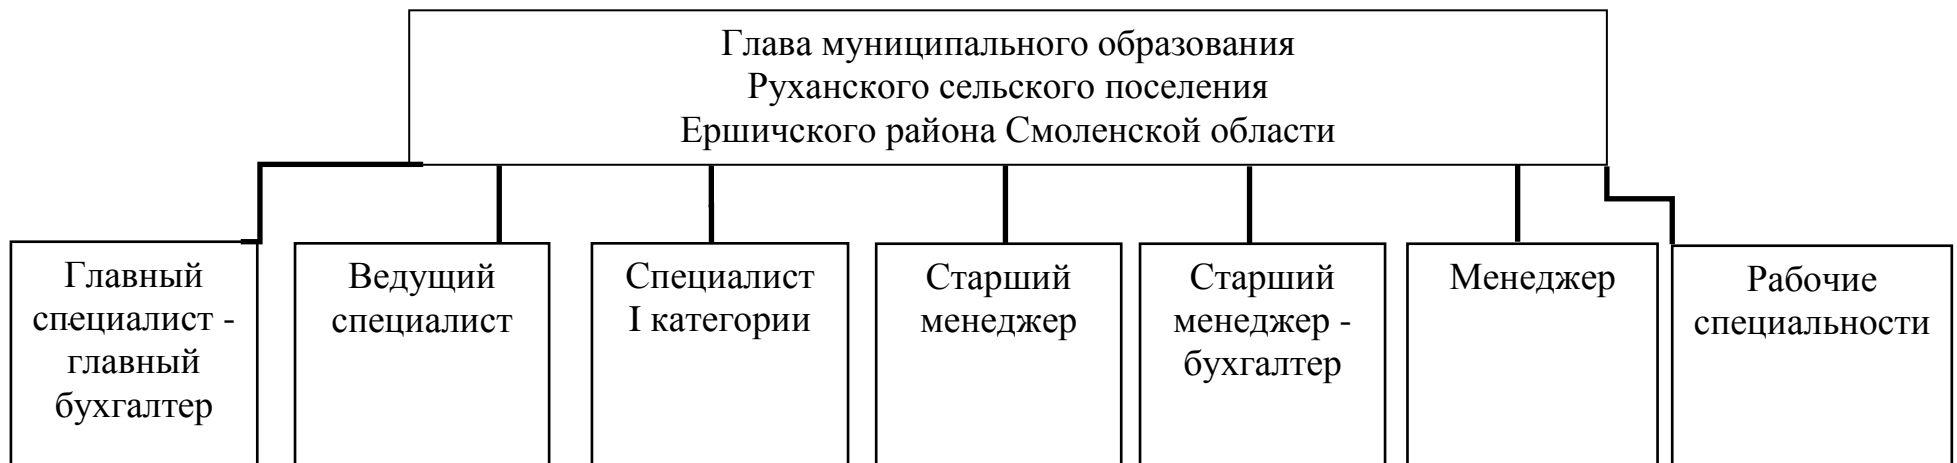 Глава муниципального образования
Руханского сельского поселения
Ершичского района Смоленской области
Главный
специалист -
главный
бухгалтер
Ведущий
специалист
Специалист
I категории
Старший
менеджер
Старший
менеджер -
бухгалтер
Менеджер
Рабочие
специальности